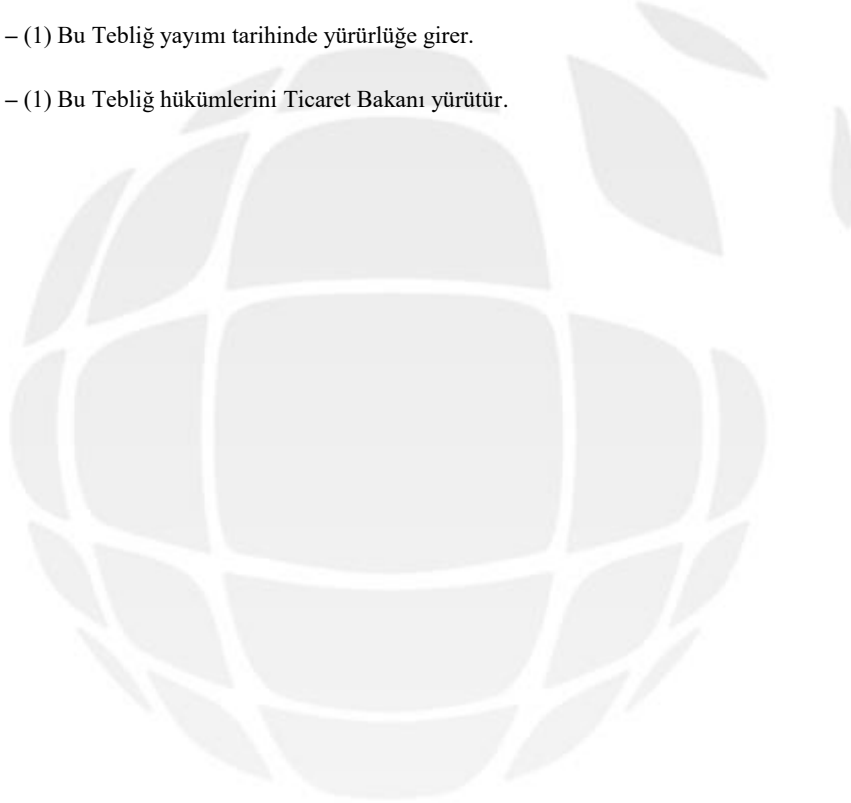 – (1) Bu Tebliğ yayımı tarihinde yürürlüğe girer.
– (1) Bu Tebliğ hükümlerini Ticaret Bakanı yürütür.